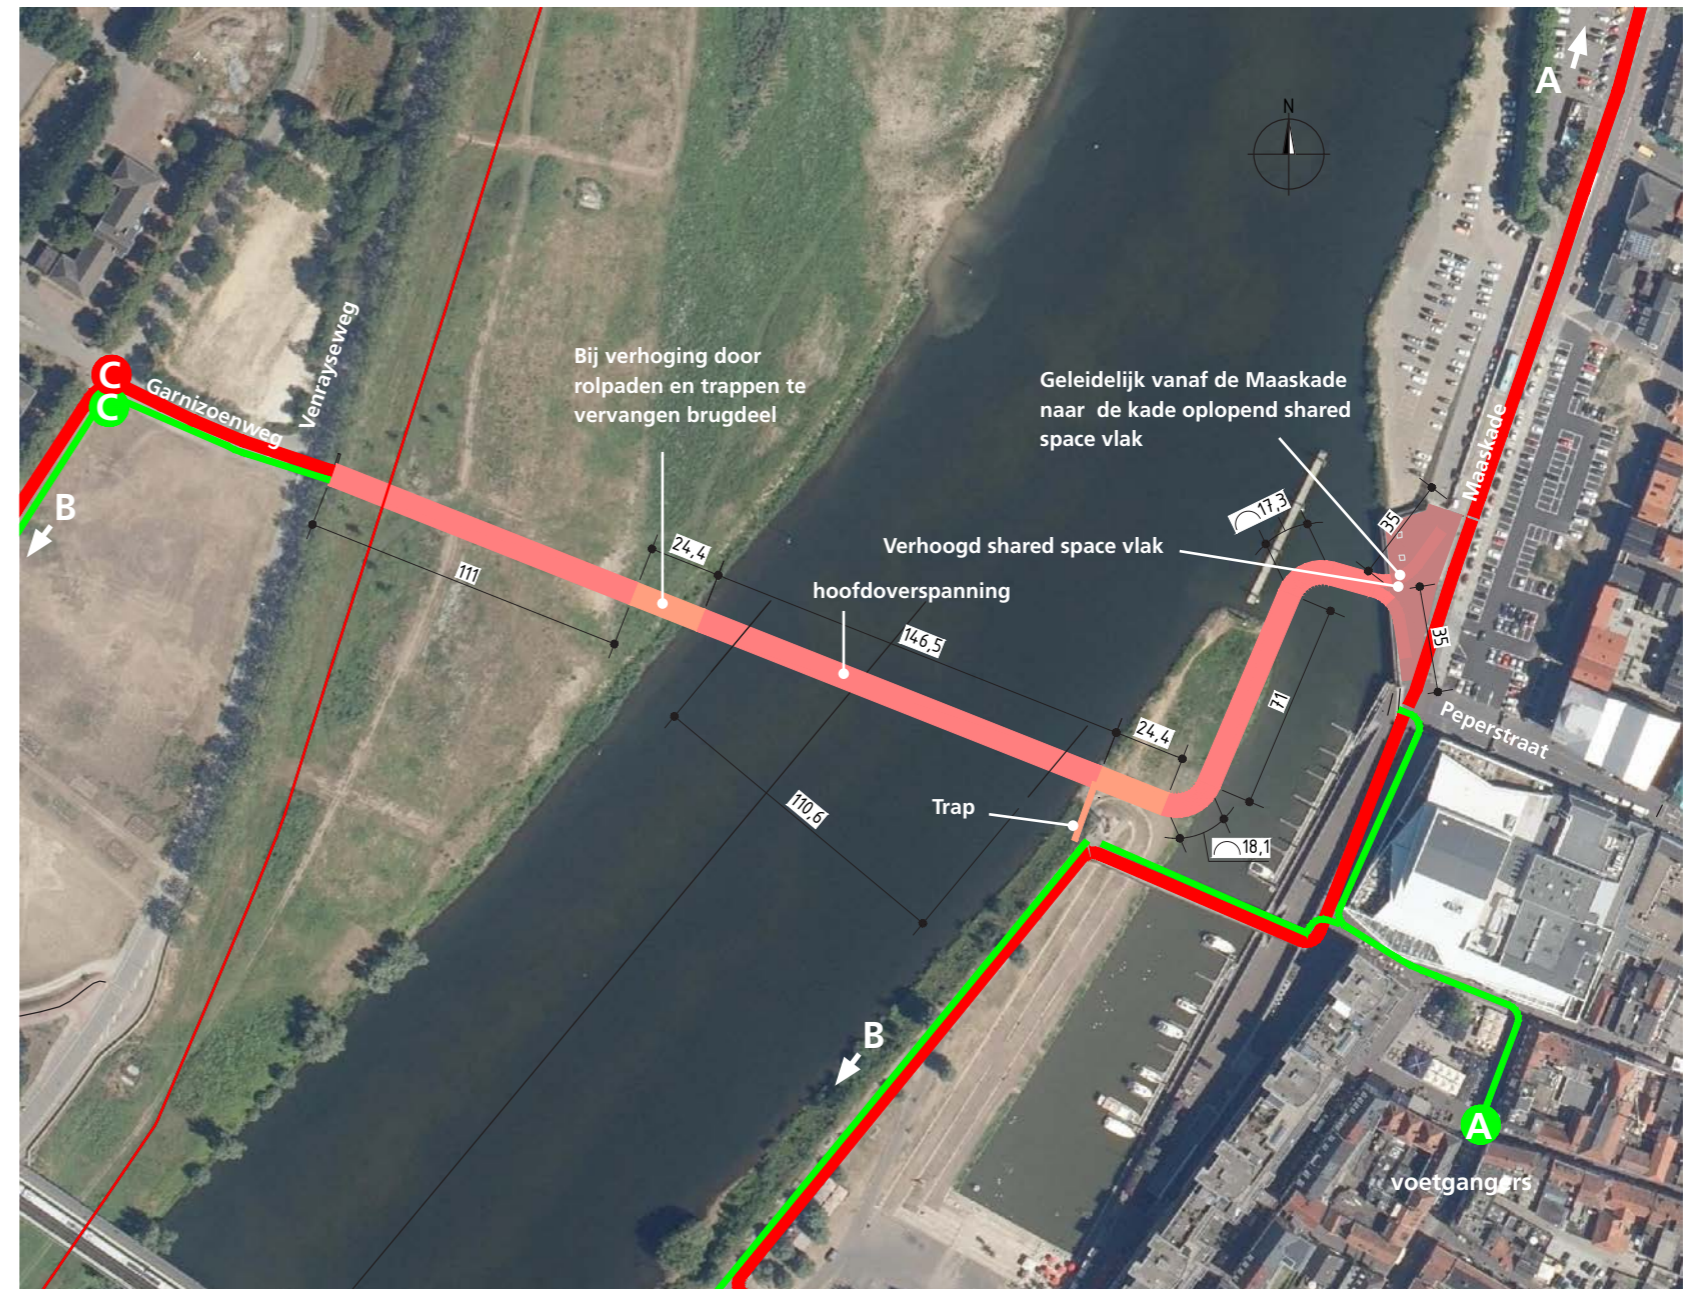 A
N
Bij verhoging door
rolpaden en trappen te
vervangen brugdeel
Geleidelijk vanaf de Maaskade
naar de kade oplopend shared
space vlak
Venrayseweg
C
C
Garnizoenweg
Maaskade
B
17,3
35
Verhoogd shared space vlak
24,4
111
hoofdoverspanning
146,5
35
71
Peperstraat
24,4
110,6
Trap
18,1
B
A
voetgangers